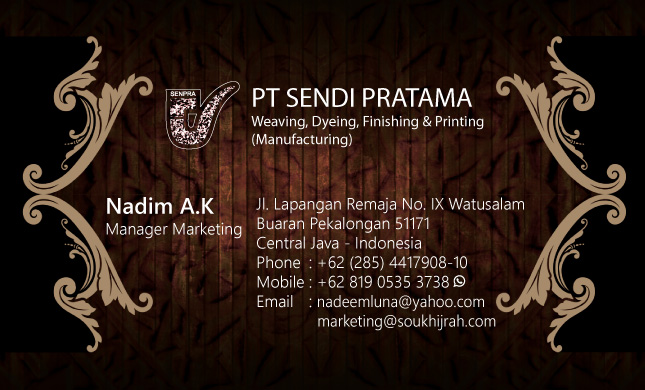 SENPRA
PT SENDI PRATAMA
Weaving, Dyeing, Finishing & Printing
(Manufacturing)
Nadim A.K
Manager Marketing
Jl. Lapangan Remaja No. IX Watusalam
Buaran Pekalongan 51171
Central Java - Indonesia
Phone : +62 (285) 4417908-10
Mobile : +62 819 0535 3738
Email : nadeemluna@yahoo.com
marketing@soukhijrah.com